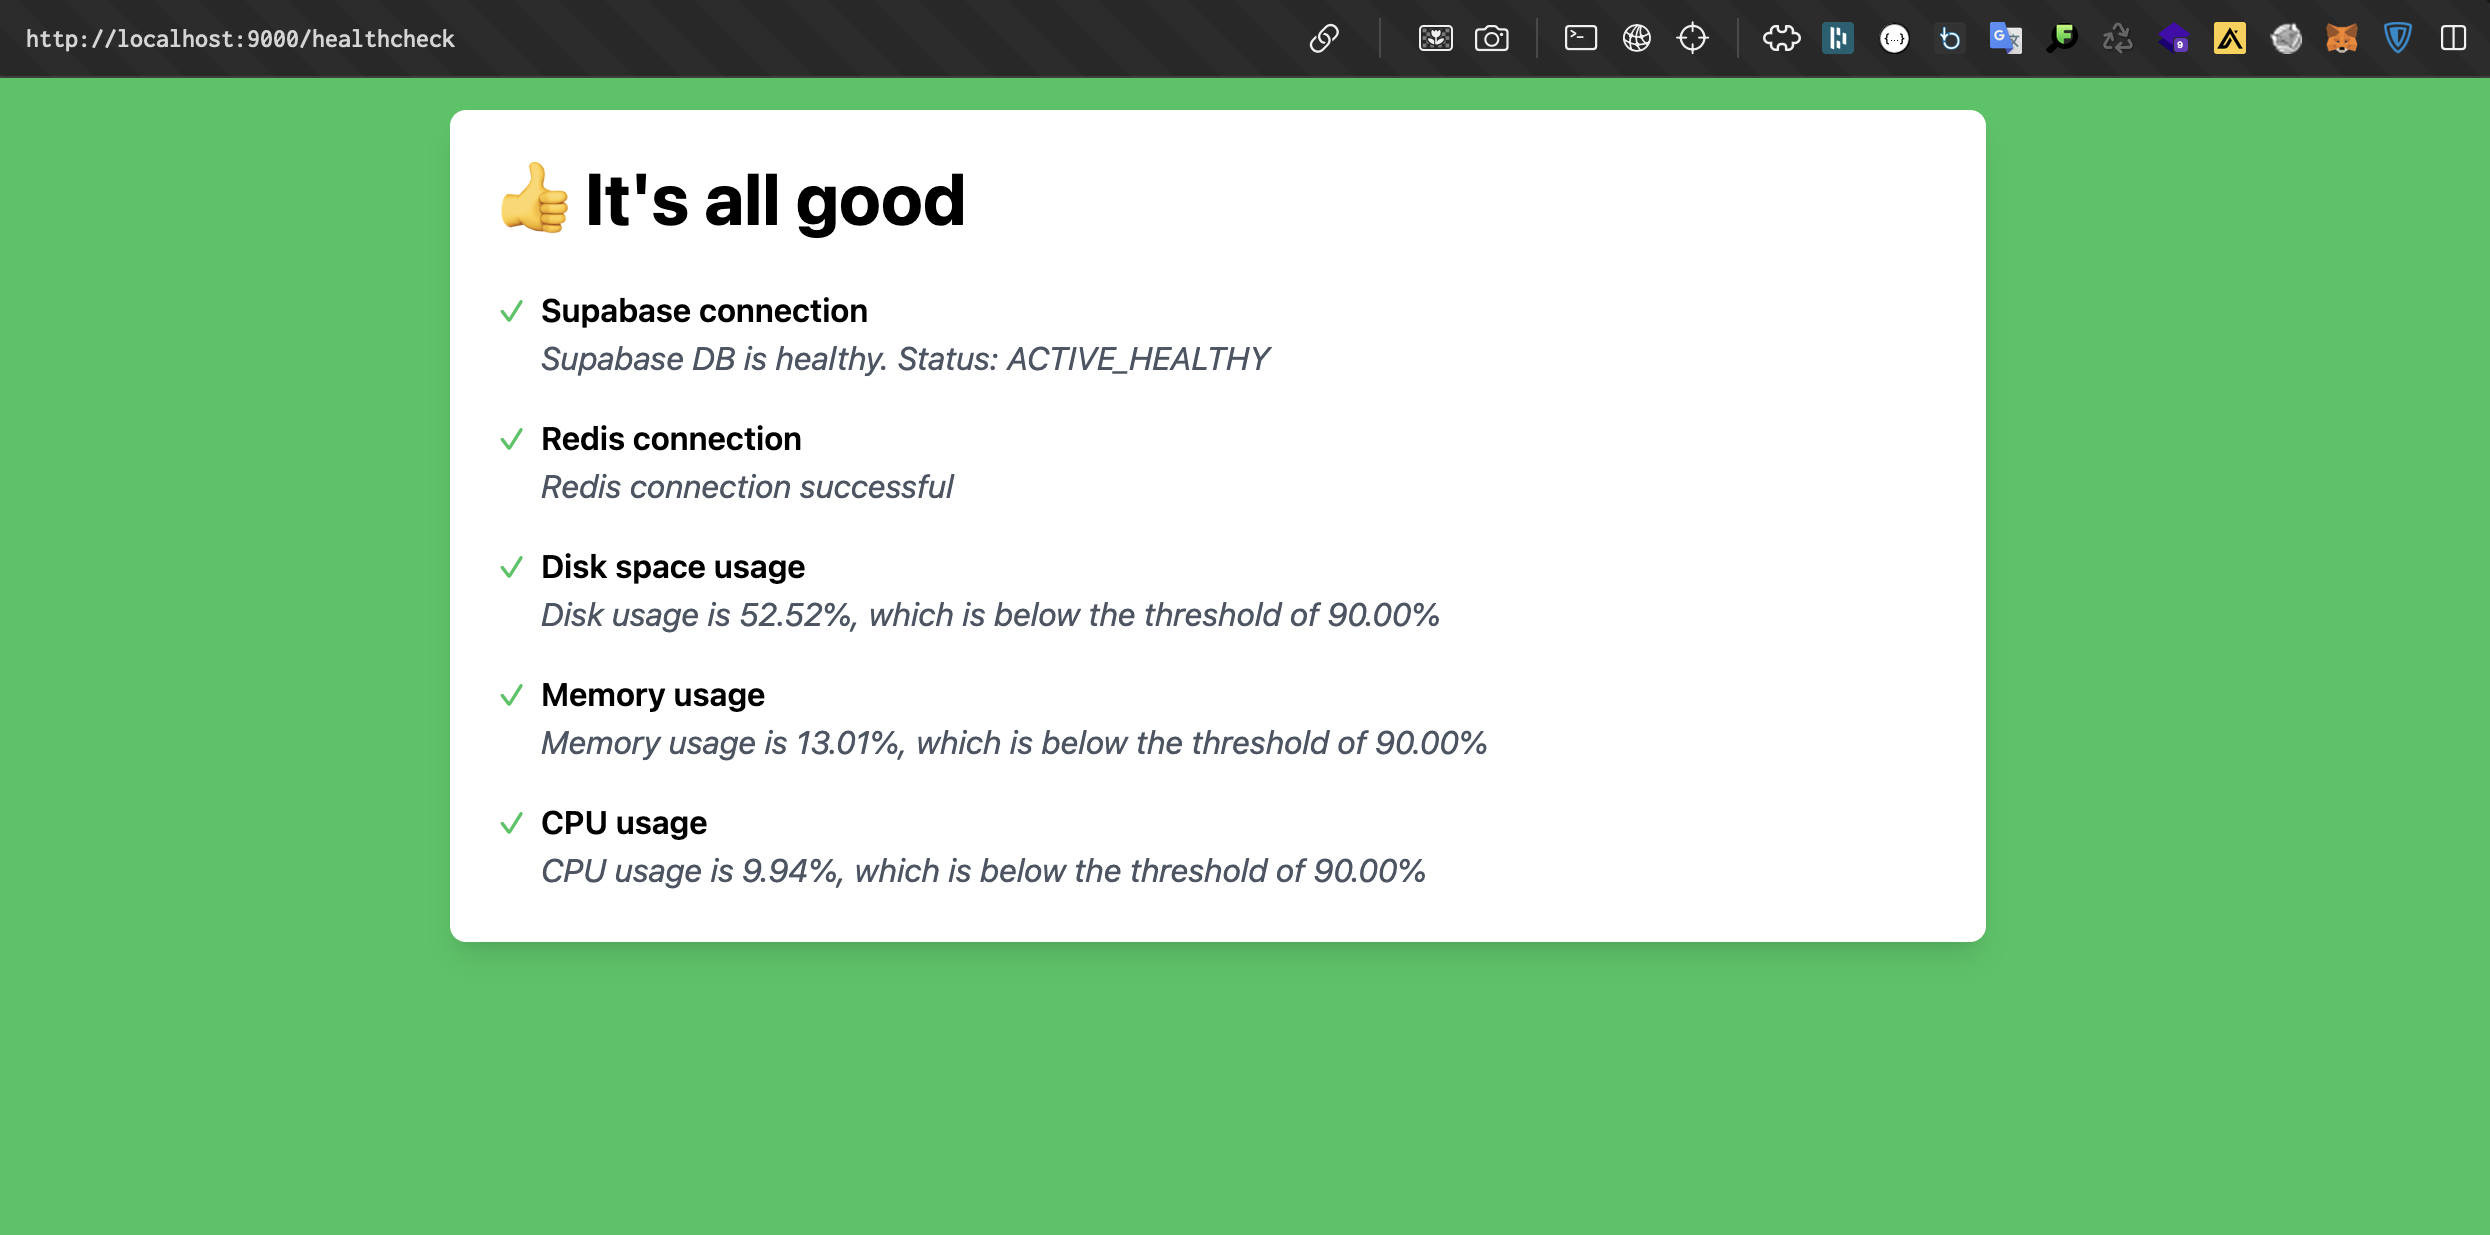 http://localhost:9000/healthcheck
👍 It's all good
✓ Supabase connection
Supabase DB is healthy. Status: ACTIVE_HEALTHY
✓ Redis connection
Redis connection successful
✓ Disk space usage
Disk usage is 52.52%, which is below the threshold of 90.00%
✓ Memory usage
Memory usage is 13.01%, which is below the threshold of 90.00%
✓ CPU usage
CPU usage is 9.94%, which is below the threshold of 90.00%